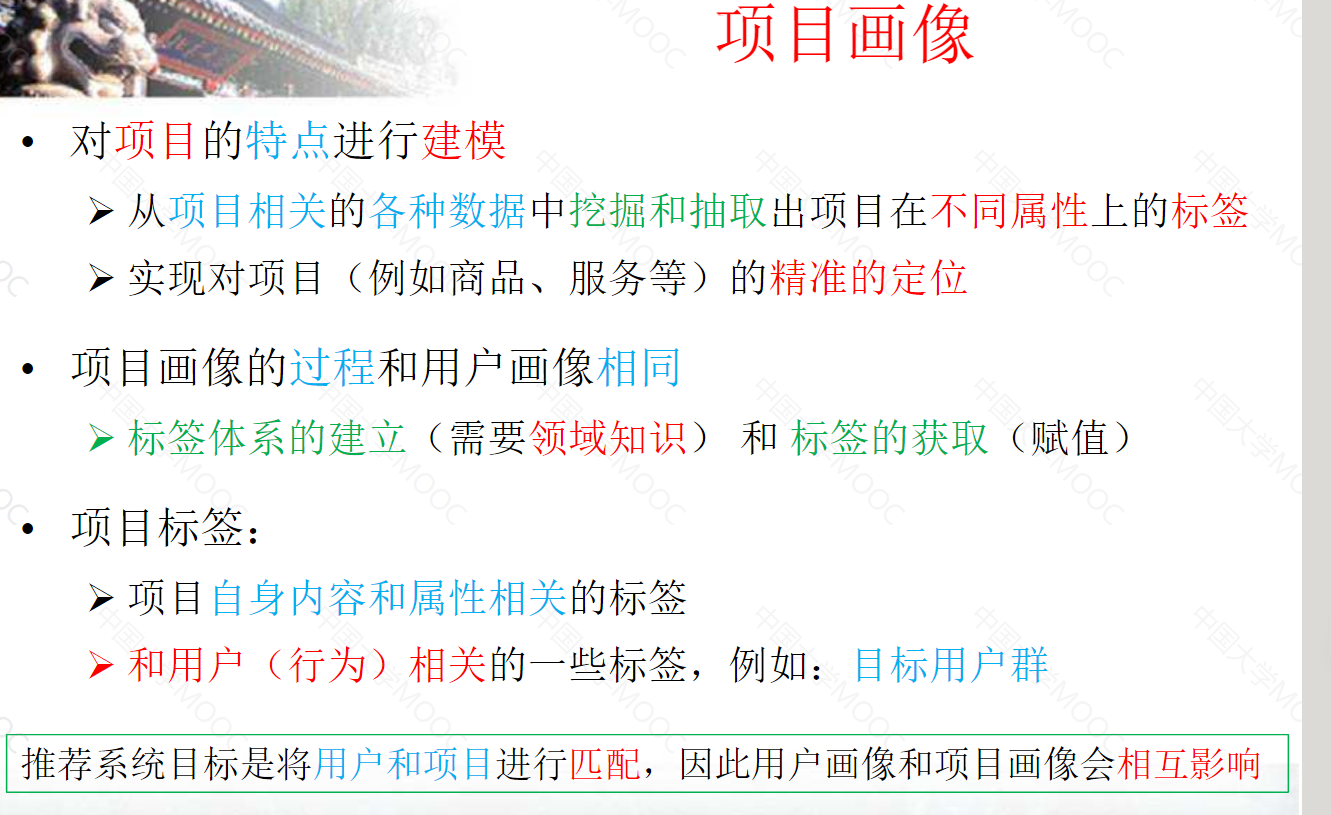 项目画像
• 对项目的特点进行建模
➢ 从项目相关的各种数据中挖掘和抽取出项目在不同属性上的标签
➢ 实现对项目（例如商品、服务等）的精准的定位
• 项目画像的过程和用户画像相同
➢ 标签体系的建立（需要领域知识） 和 标签的获取（赋值）
• 项目标签：
➢ 项目自身内容和属性相关的标签
➢ 和用户（行为）相关的一些标签，例如：目标用户群
推荐系统目标是将用户和项目进行匹配，因此用户画像和项目画像会相互影响
中国大学MOOC